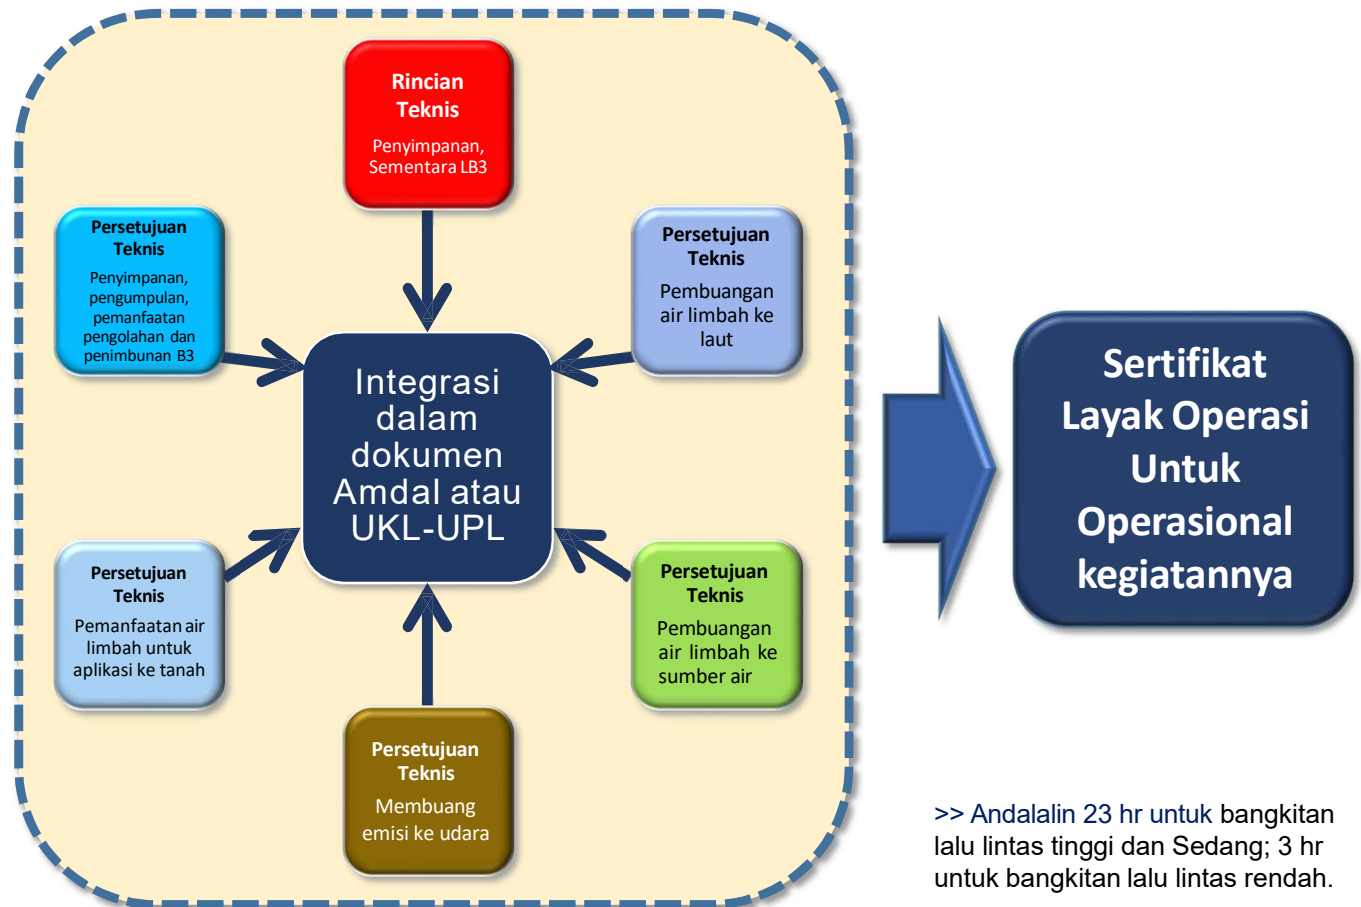 Rincian
Teknis
Penyimpanan,
Sementara LB3
Persetujuan
Teknis
Penyimpanan,
pengumpulan,
pemanfaatan
pengolahan dan
penimbunan B3
Persetujuan
Teknis
Pembuangan
air limbah ke
laut
Integrasi
dalam
dokumen
Amdal atau
UKL-UPL
Persetujuan
Teknis
Pemanfaatan air
limbah untuk
aplikasi ke tanah
Persetujuan
Teknis
Pembuangan
air limbah ke
sumber air
Persetujuan
Teknis
Membuang
emisi ke udara
Sertifikat
Layak Operasi
Untuk
Operasional
kegiatannya
>> Andalalin 23 hr untuk bangkitan
lalu lintas tinggi dan Sedang; 3 hr
untuk bangkitan lalu lintas rendah.